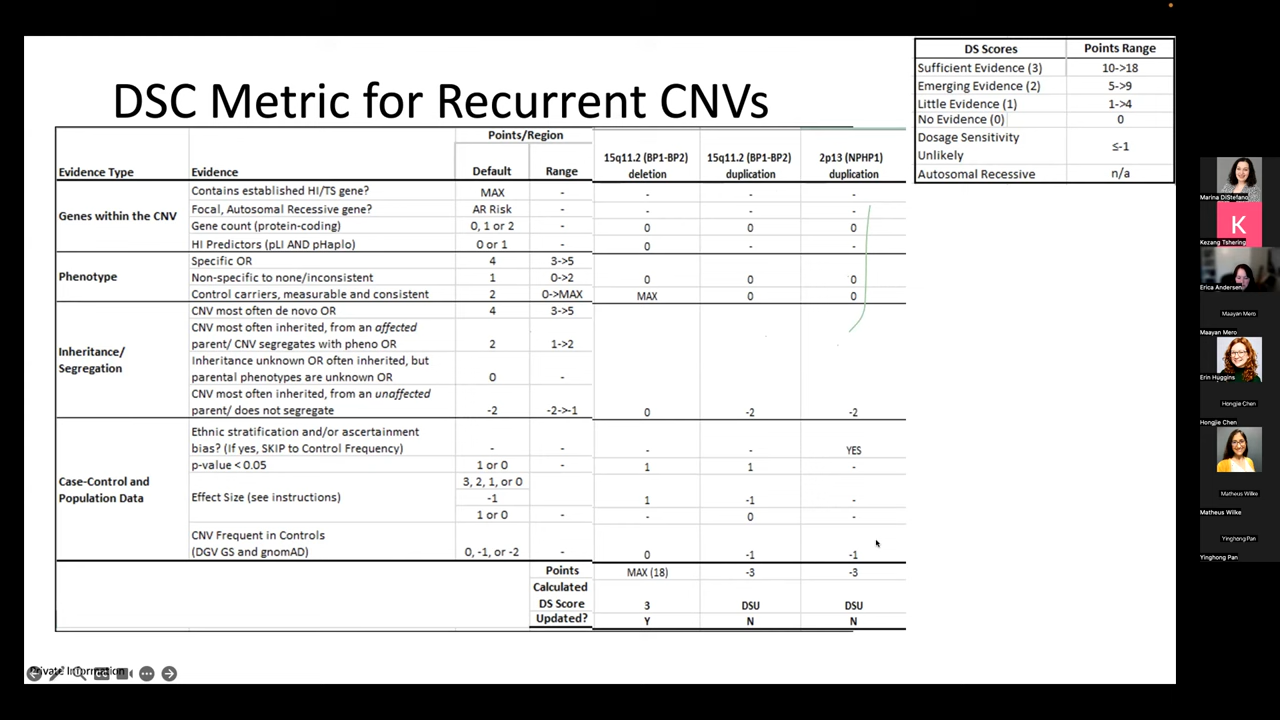 DSC Metric for Recurrent CNVs
DS Scores Points Range
Sufficient Evidence (3) 10->18
Emerging Evidence (2) 5->9
Little Evidence (1) 1->4
No Evidence (0) 0
Dosage Sensitivity
Unlikely ≤-1
Autosomal Recessive n/a
Points/Region
Evidence Type Evidence Default Range 15q11.2 (BP1-BP2) deletion 15q11.2 (BP1-BP2) duplication 2p13 (NPHP1) duplication
Genes within the CNV
Contains established HI/TS gene? MAX - - - -
Focal, Autosomal Recessive gene? AR Risk - - - -
Gene count (protein-coding) 0, 1 or 2 - 0 0 0
HI Predictors (pLI AND pHaplo) 0 or 1 - 0 - -
Phenotype
Specific OR 4 3->5
Non-specific to none/inconsistent 1 0->2 0 0 0
Control carriers, measurable and consistent 2 0->MAX MAX 0 0
Inheritance/
Segregation
CNV most often de novo OR 4 3->5
CNV most often inherited, from an affected
parent/ CNV segregates with pheno OR 2 1->2
Inheritance unknown OR often inherited, but
parental phenotypes are unknown OR 0 -
CNV most often inherited, from an unaffected
parent/ does not segregate -2 -2->-1 0 -2 -2
Case-Control and
Population Data
Ethnic stratification and/or ascertainment
bias? (If yes, SKIP to Control Frequency) - - - - YES
p-value < 0.05 1 or 0 - 1 1 -
3, 2, 1, or 0
Effect Size (see instructions) -1 1 -1 -
1 or 0 - - 0 -
CNV Frequent in Controls
(DGV GS and gnomAD) 0, -1, or -2 - 0 -1 -1
Points MAX (18) -3 -3
Calculated
DS Score 3 DSU DSU
Updated? Y N N
Private Information
Marina DiStefano
K
Kezang Tshering
Erica Andersen
Maayan Mero
Maayan Mero
Erin Huggins
Hongjie Chen
Hongjie Chen
Matheus Wilke
Matheus Wilke
Yinghong Pan
Yinghong Pan